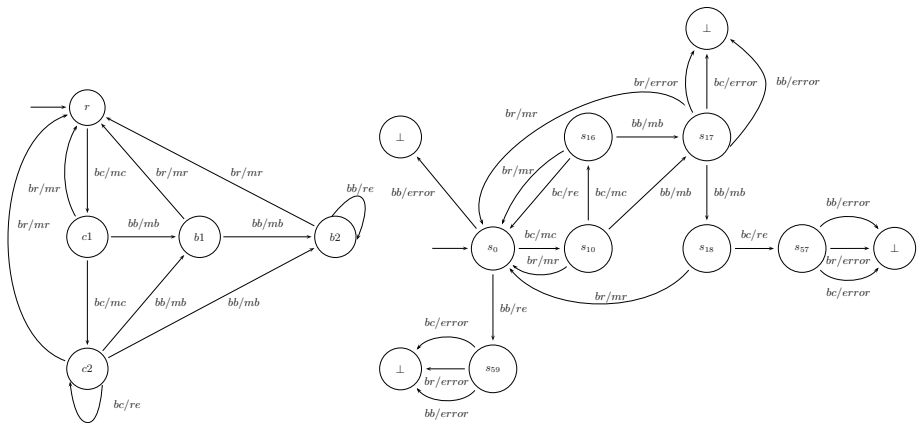 r
c1
b1
b2
c2
bc/mc
br/mr
br/mr
br/mr
br/mr
bb/mb
bb/mb
bb/re
bc/mc
bb/mb
bb/mb
bc/re
⊥
br/error
bc/error
bb/error
br/mr
s₁₆
bb/mb
s₁₇
⊥
bb/error
br/mr
bc/re
bc/mc
bb/mb
bb/mb
s₀
bc/mc
br/mr
s₁₀
s₁₈
bc/re
s₅₇
bb/error
br/error
bc/error
⊥
br/mr
bb/re
bc/error
⊥
br/error
s₅₉
bb/error